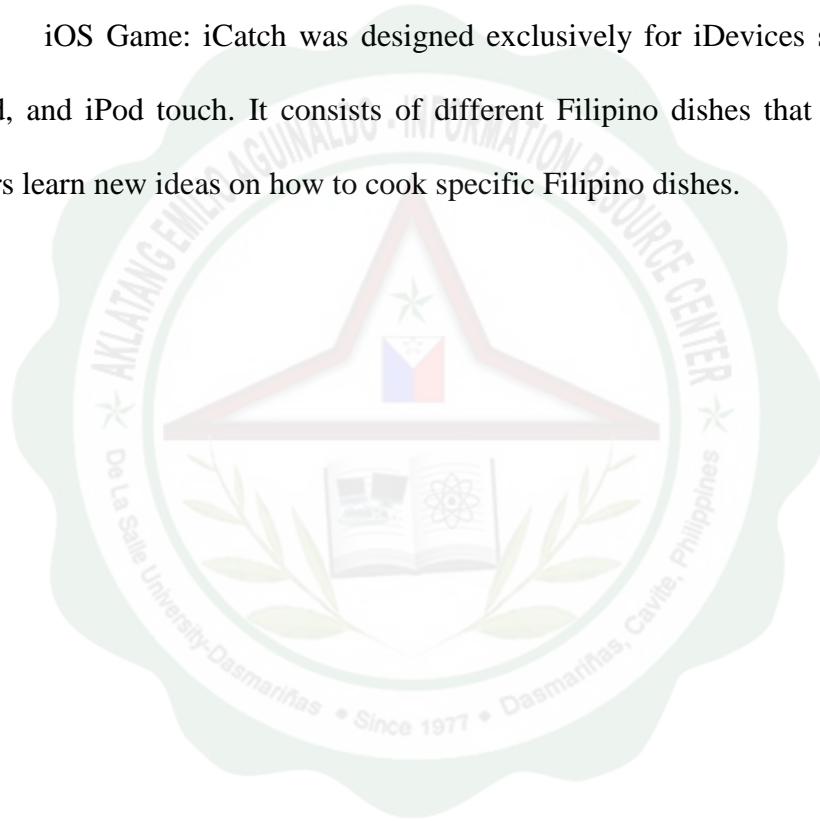 iOS Game: iCatch was designed exclusively for iDevices
and iPod touch. It consists of different Filipino dishes that
learn new ideas on how to cook specific Filipino dishes.
AKLATANG EMILIO AGUINALDO - INFORMATION RESOURCE CENTER
De La Salle University-Dasmariñas • Since 1977 • Dasmariñas, Cavite, Philippines